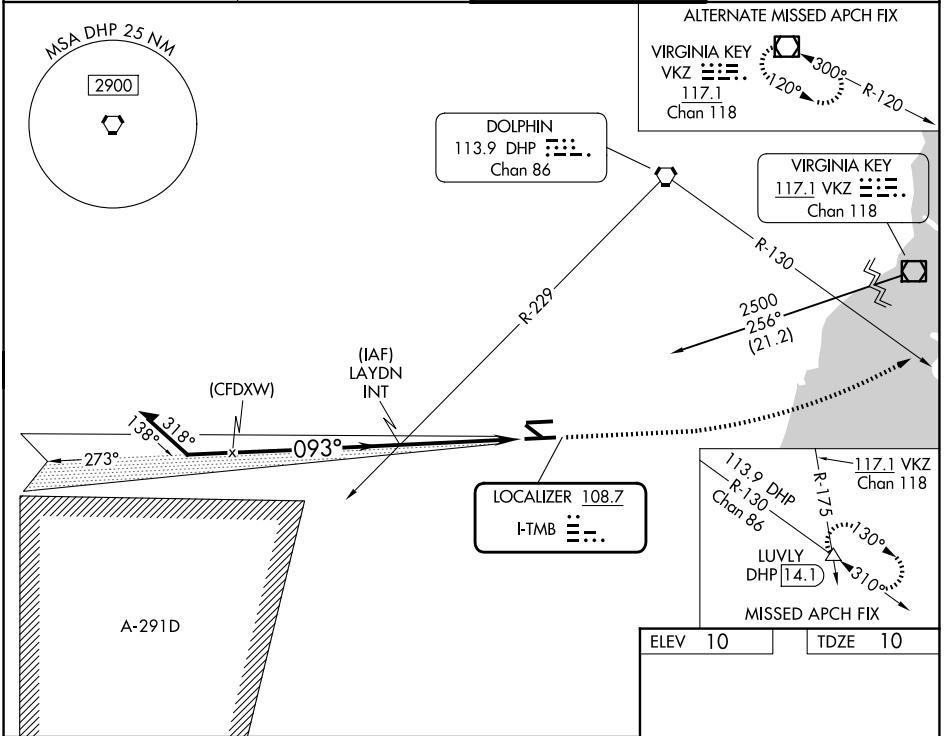 MSA DHP 25 NM
2900
ALTERNATE MISSED APCH FIX
VIRGINIA KEY
VKZ
117.1
Chan 118
300°
120°
R-120
DOLPHIN
113.9 DHP
Chan 86
VIRGINIA KEY
117.1 VKZ
Chan 118
R-130
R-229
2500
256°
(21.2)
(IAF)
LAYDN
INT
(CFDXW)
318°
138°
273°
093°
LOCALIZER 108.7
I-TMB
113.9 DHP
R-130
Chan 86
117.1 VKZ
Chan 118
R-175
130°
310°
LUVLY
DHP 14.1
MISSED APCH FIX
A-291D
ELEV 10
TDZE 10